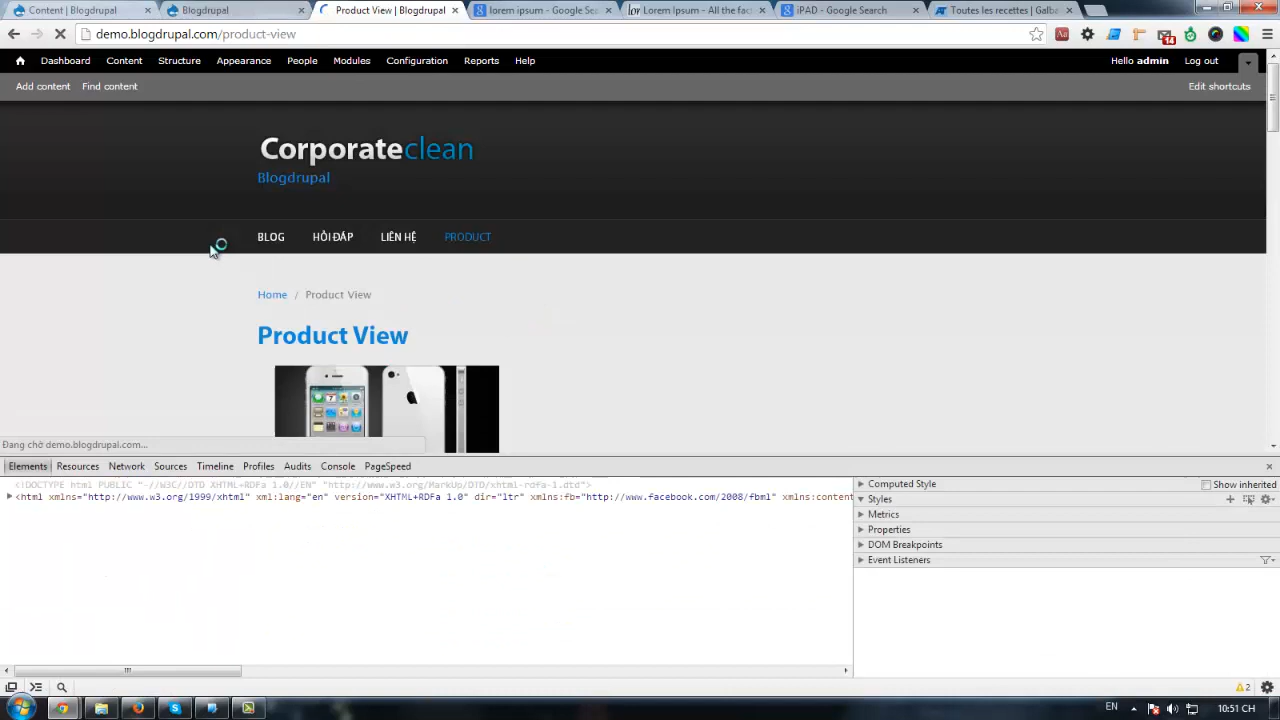 Content | Blogdrupal
Blogdrupal
Product View | Blogdrupal
lorem ipsum - Google Sea
Lorem Ipsum - All the fact
iPAD - Google Search
Toutes les recettes | Galba
demo.blogdrupal.com/product-view
14
Dashboard Content Structure Appearance People Modules Configuration Reports Help
Hello admin Log out
Add content Find content
Edit shortcuts
Corporateclean
Blogdrupal
BLOG HỎI ĐÁP LIÊN HỆ PRODUCT
Home / Product View
Product View
Đang chờ demo.blogdrupal.com...
Elements Resources Network Sources Timeline Profiles Audits Console PageSpeed
<!DOCTYPE html PUBLIC "-//W3C//DTD XHTML+RDFa 1.0//EN" "http://www.w3.org/MarkUp/DTD/xhtml-rdfa-1.dtd">
<html xmlns="http://www.w3.org/1999/xhtml" xml:lang="en" version="XHTML+RDFa 1.0" dir="ltr" xmlns:fb="http://www.facebook.com/2008/fbml" xmlns:content
Computed Style
Show inherited
Styles
Metrics
Properties
DOM Breakpoints
Event Listeners
2
EN
10:51 CH